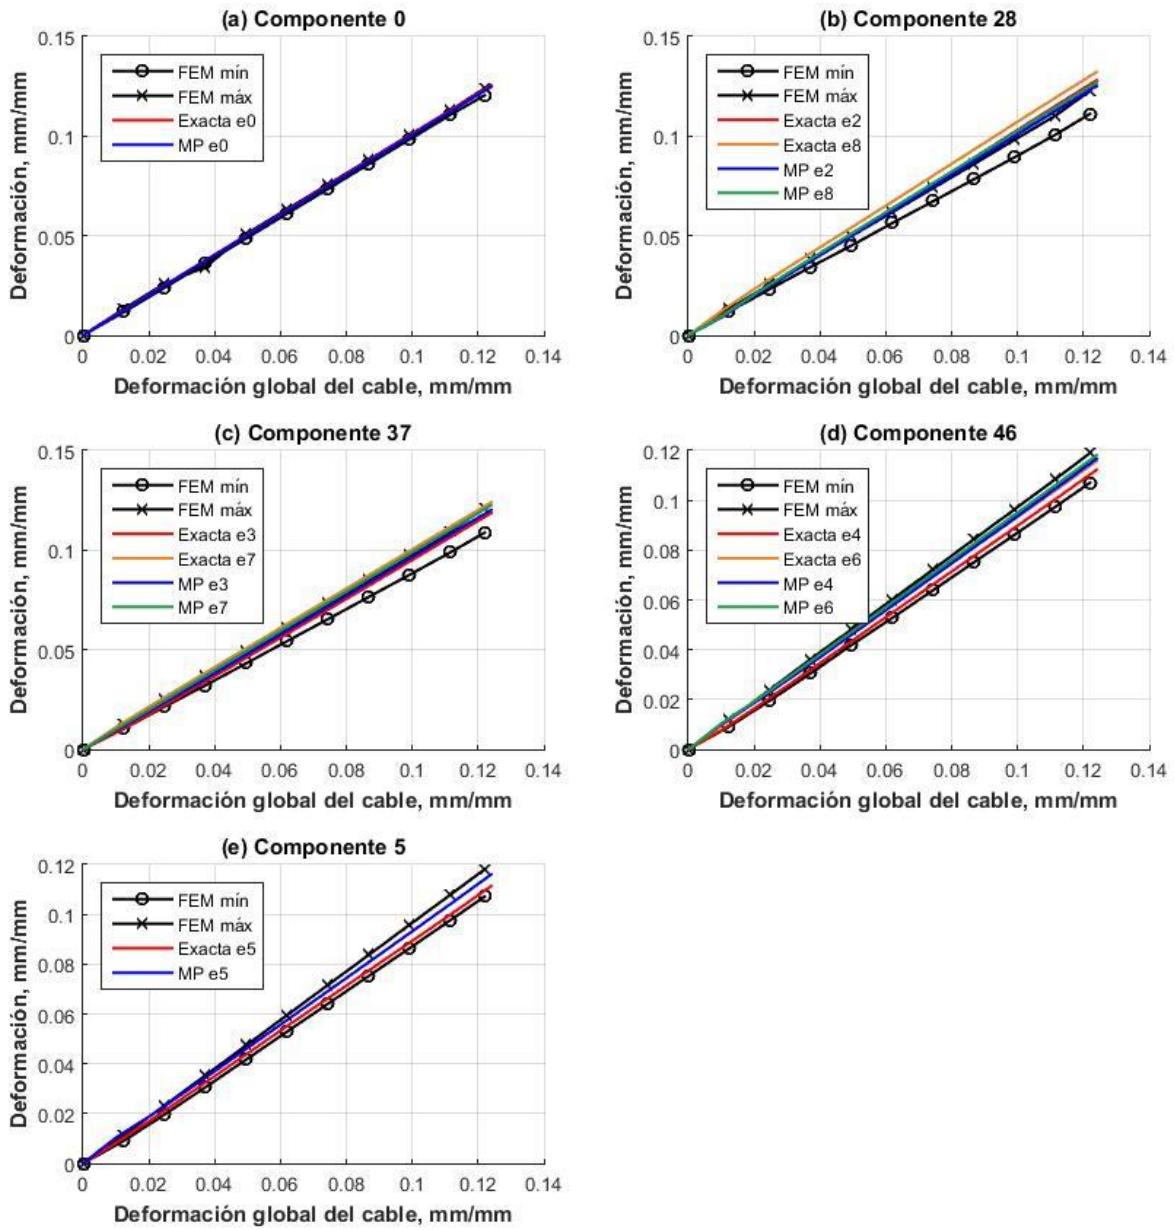 (a) Componente 0
0.15
0.1
0.05
0
Deformación, mm/mm
FEM mín
FEM máx
Exacta e0
MP e0
0 0.02 0.04 0.06 0.08 0.1 0.12 0.14
Deformación global del cable, mm/mm
(b) Componente 28
0.15
0.1
0.05
0
Deformación, mm/mm
FEM mín
FEM máx
Exacta e2
Exacta e8
MP e2
MP e8
0 0.02 0.04 0.06 0.08 0.1 0.12 0.14
Deformación global del cable, mm/mm
(c) Componente 37
0.15
0.1
0.05
0
Deformación, mm/mm
FEM mín
FEM máx
Exacta e3
Exacta e7
MP e3
MP e7
0 0.02 0.04 0.06 0.08 0.1 0.12 0.14
Deformación global del cable, mm/mm
(d) Componente 46
0.12
0.1
0.08
0.06
0.04
0.02
0
Deformación, mm/mm
FEM mín
FEM máx
Exacta e4
Exacta e6
MP e4
MP e6
0 0.02 0.04 0.06 0.08 0.1 0.12 0.14
Deformación global del cable, mm/mm
(e) Componente 5
0.12
0.1
0.08
0.06
0.04
0.02
0
Deformación, mm/mm
FEM mín
FEM máx
Exacta e5
MP e5
0 0.02 0.04 0.06 0.08 0.1 0.12 0.14
Deformación global del cable, mm/mm